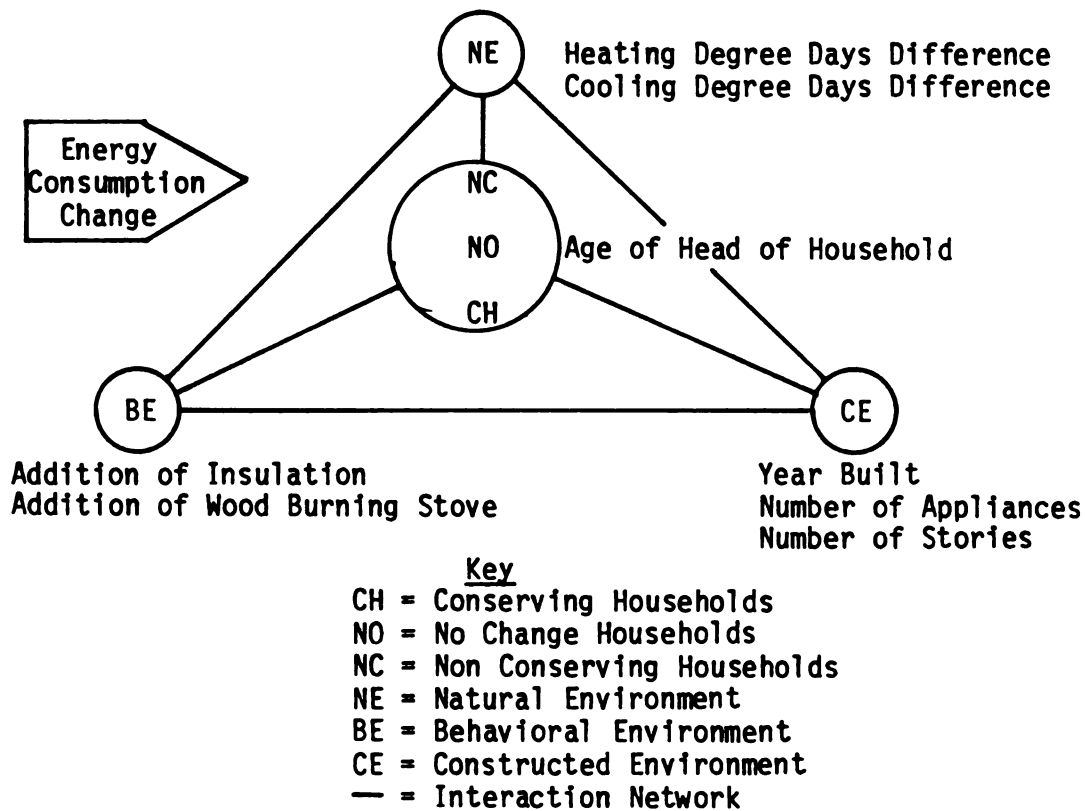 NE
Heating Degree Days Difference
Cooling Degree Days Difference
Energy
Consumption
Change
NC
NO
Age of Head of Household
CH
BE
CE
Addition of Insulation
Addition of Wood Burning Stove
Year Built
Number of Appliances
Number of Stories
Key
CH = Conserving Households
NO = No Change Households
NC = Non Conserving Households
NE = Natural Environment
BE = Behavioral Environment
CE = Constructed Environment
— = Interaction Network